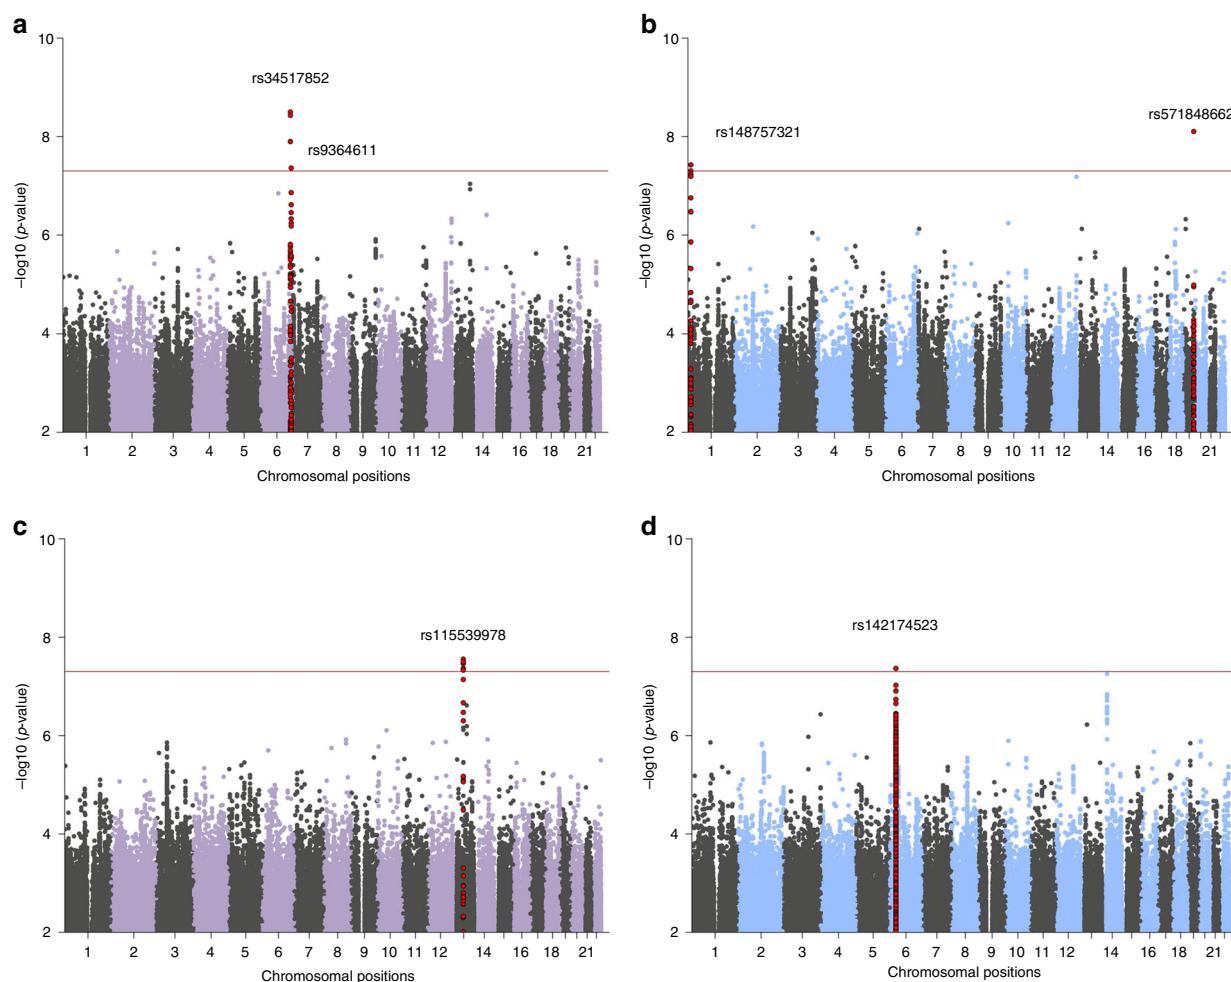 a
10
8
6
4
2
−log10 (p-value)
rs34517852
rs9364611
1 2 3 4 5 6 7 8 9 10 11 12 14 16 18 21
Chromosomal positions
b
10
8
6
4
2
−log10 (p-value)
rs148757321
rs571848662
1 2 3 4 5 6 7 8 9 10 12 14 16 18 21
Chromosomal positions
c
10
8
6
4
2
−log10 (p-value)
rs115539978
1 2 3 4 5 6 7 8 9 10 11 12 14 16 18 21
Chromosomal positions
d
10
8
6
4
2
−log10 (p-value)
rs142174523
1 2 3 4 5 6 7 8 9 10 11 12 14 16 18 21
Chromosomal positions